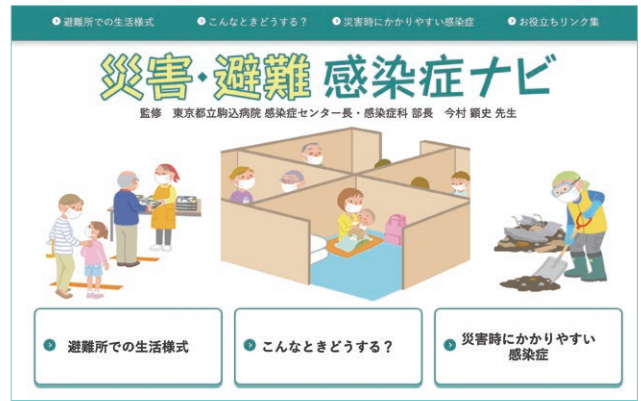 避難所での生活様式
こんなときどうする？
災害時にかかりやすい感染症
お役立ちリンク集
災害・避難 感染症ナビ
監修　東京都立駒込病院 感染症センター長・感染症科 部長　今村 顕史 先生
避難所での生活様式
こんなときどうする？
災害時にかかりやすい
感染症